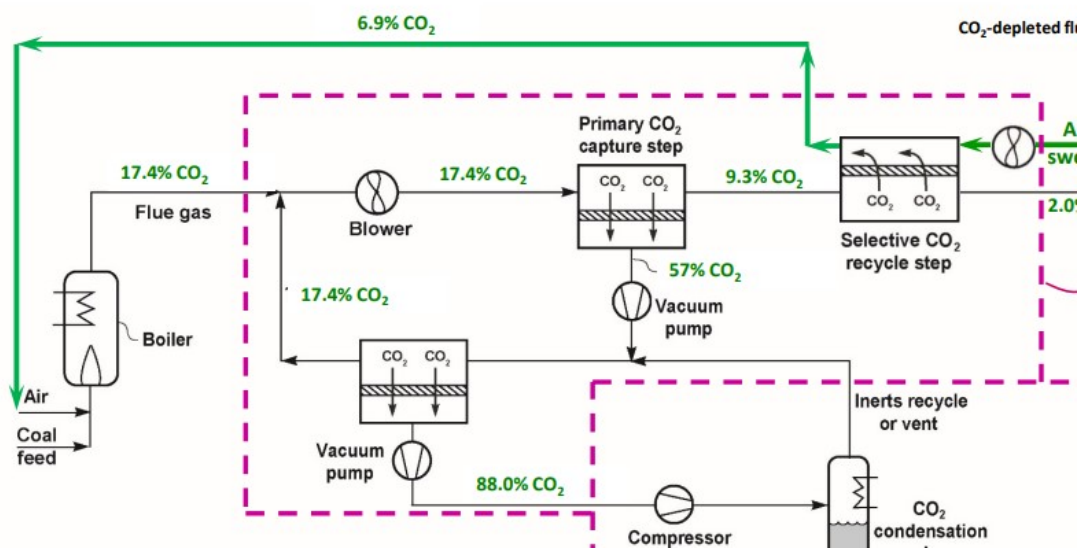 6.9% CO₂
CO₂-depleted
Primary CO₂
capture step
17.4% CO₂
Flue gas
17.4% CO₂
Blower
CO₂ CO₂
9.3% CO₂
CO₂ CO₂
2.0%
Selective CO₂
recycle step
57% CO₂
Vacuum
pump
17.4% CO₂
Boiler
CO₂ CO₂
Air
Coal
feed
Inerts recycle
or vent
Vacuum
pump
88.0% CO₂
Compressor
CO₂
condensation